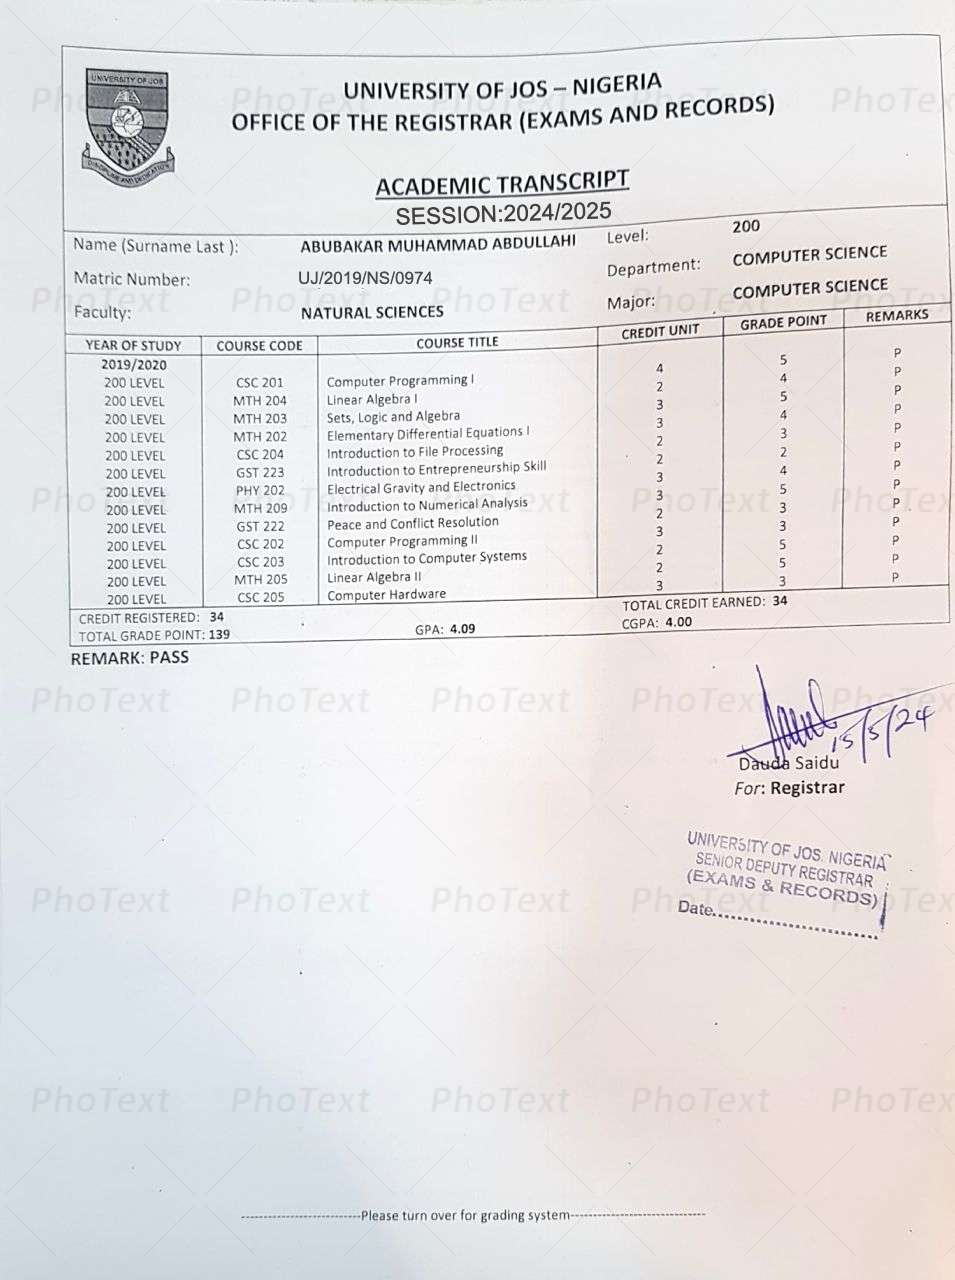 UNIVERSITY OF JOS
DISCIPLINE AND DEDICATION
UNIVERSITY OF JOS – NIGERIA
OFFICE OF THE REGISTRAR (EXAMS AND RECORDS)
ACADEMIC TRANSCRIPT
SESSION:2024/2025
Name (Surname Last ): ABUBAKAR MUHAMMAD ABDULLAHI Level: 200
Matric Number: UJ/2019/NS/0974 Department: COMPUTER SCIENCE
Faculty: NATURAL SCIENCES Major: COMPUTER SCIENCE
YEAR OF STUDY COURSE CODE COURSE TITLE CREDIT UNIT GRADE POINT REMARKS
2019/2020
200 LEVEL CSC 201 Computer Programming I 4 5 P
200 LEVEL MTH 204 Linear Algebra I 2 4 P
200 LEVEL MTH 203 Sets, Logic and Algebra 3 5 P
200 LEVEL MTH 202 Elementary Differential Equations I 3 4 P
200 LEVEL CSC 204 Introduction to File Processing 2 3 P
200 LEVEL GST 223 Introduction to Entrepreneurship Skill 2 2 P
200 LEVEL PHY 202 Electrical Gravity and Electronics 3 4 P
200 LEVEL MTH 209 Introduction to Numerical Analysis 3 5 P
200 LEVEL GST 222 Peace and Conflict Resolution 2 3 P
200 LEVEL CSC 202 Computer Programming II 3 3 P
200 LEVEL CSC 203 Introduction to Computer Systems 2 5 P
200 LEVEL MTH 205 Linear Algebra II 2 5 P
200 LEVEL CSC 205 Computer Hardware 3 3 P
CREDIT REGISTERED: 34 TOTAL CREDIT EARNED: 34
TOTAL GRADE POINT: 139 GPA: 4.09 CGPA: 4.00
REMARK: PASS
15/5/24
Dauda Saidu
For: Registrar
UNIVERSITY OF JOS. NIGERIA
SENIOR DEPUTY REGISTRAR
(EXAMS & RECORDS)
Date..............................
--------------------------Please turn over for grading system-----------------------------
PhoText